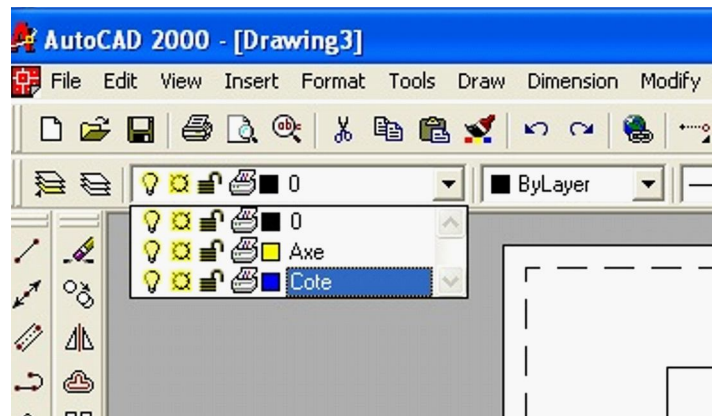 AutoCAD 2000 - [Drawing3]
File Edit View Insert Format Tools Draw Dimension Modify
0 ByLayer
0
Axe
Cote